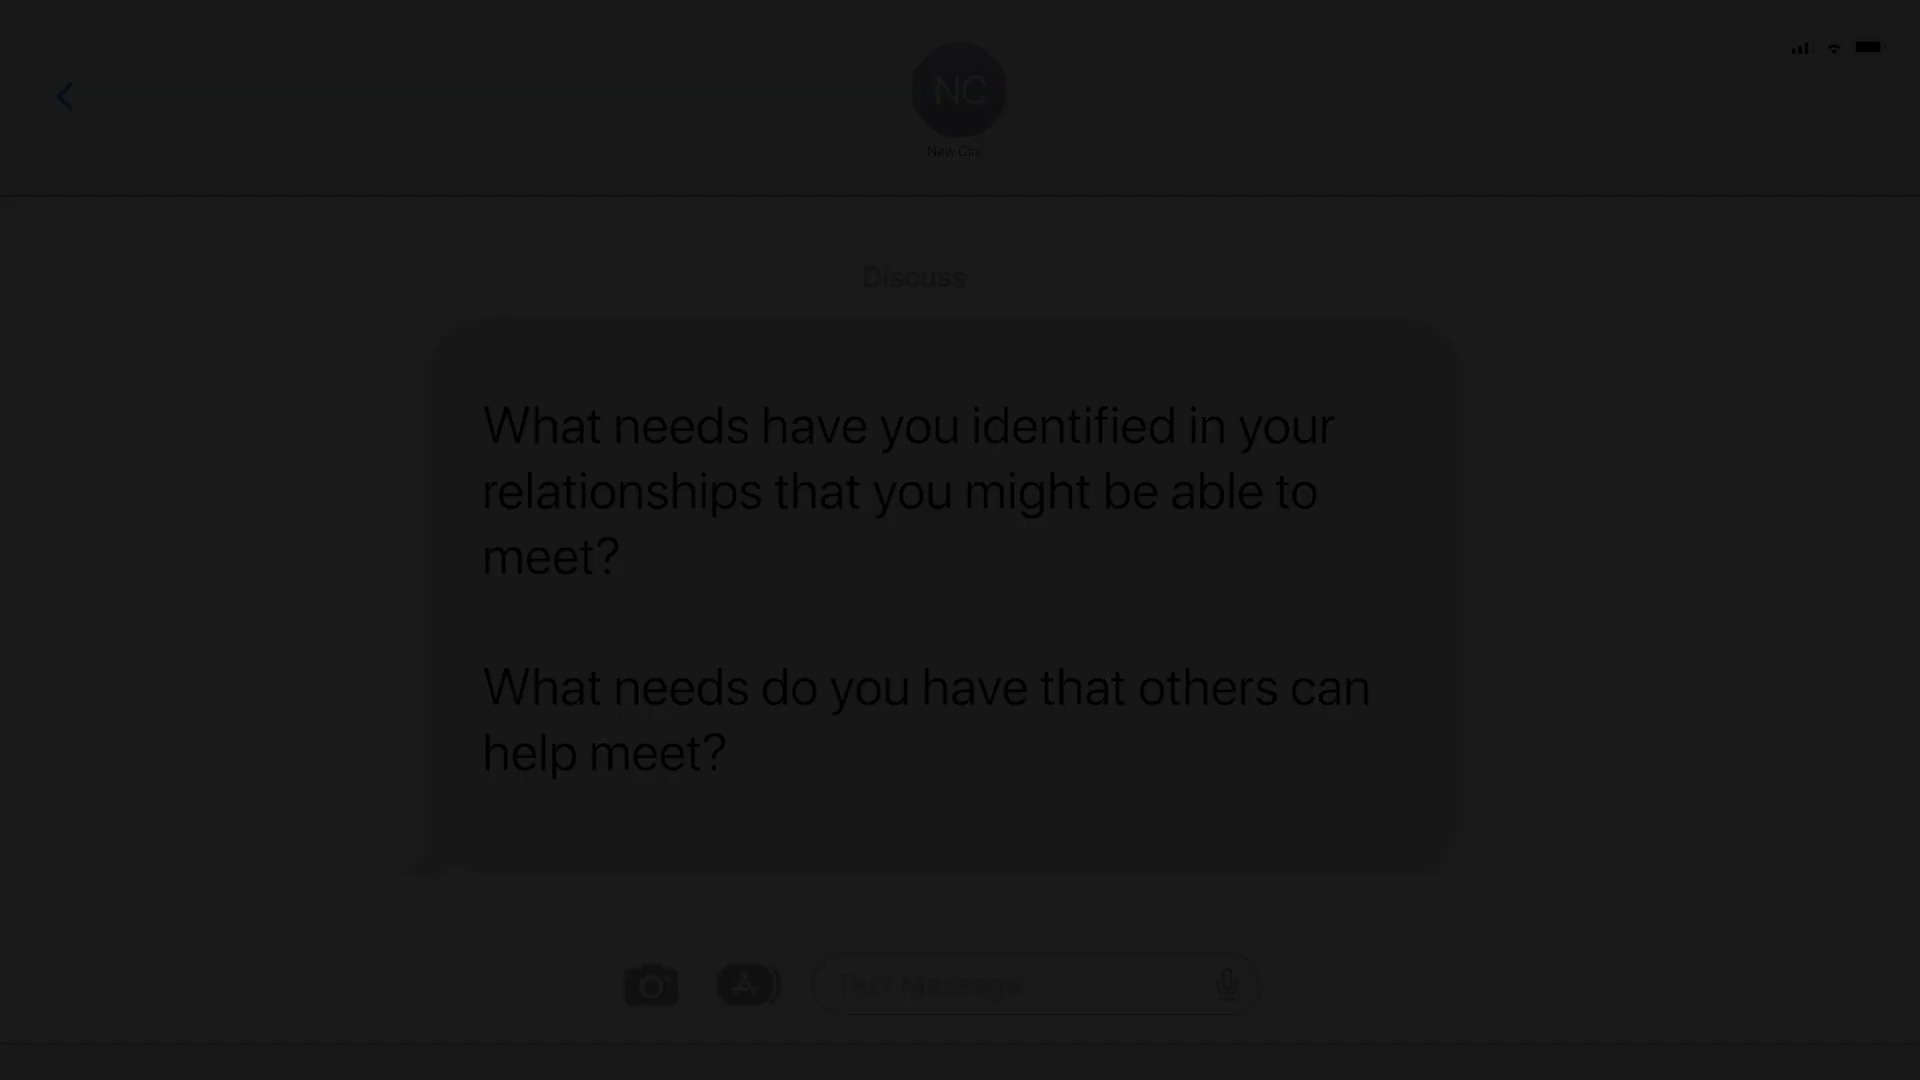 NC
New City
Discuss
What needs have you identified in your
relationships that you might be able to
meet?
What needs do you have that others can
help meet?
Text Message